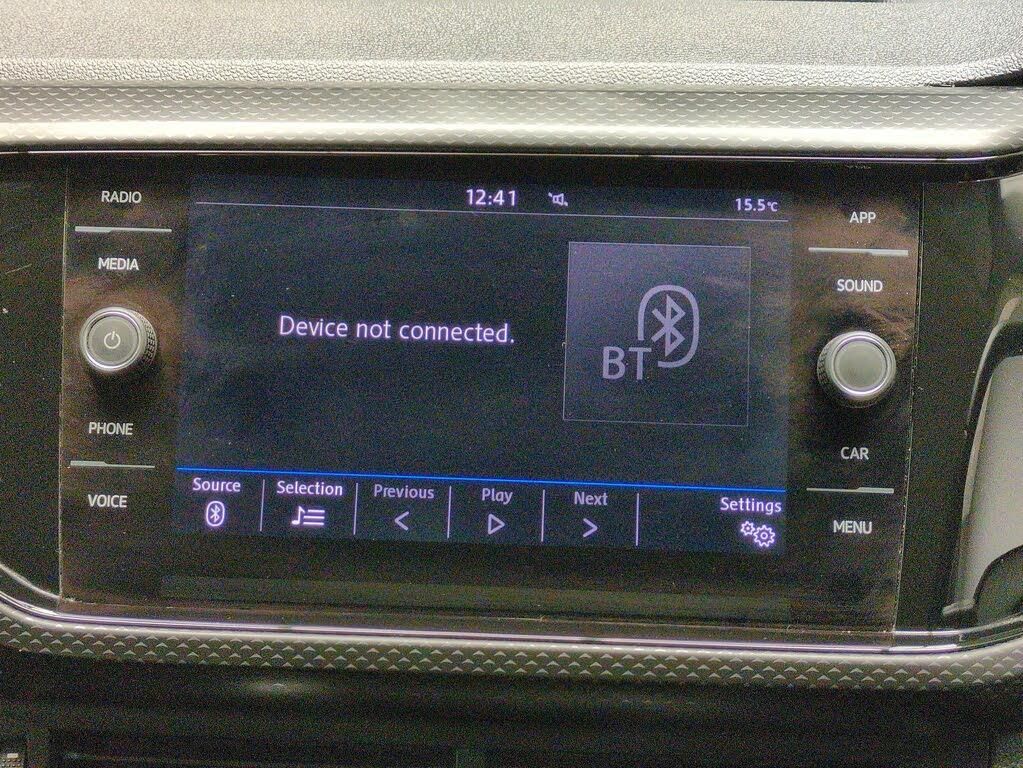 RADIO
MEDIA
PHONE
VOICE
12:41
15.5°C
Device not connected.
BT
Source
Selection
Previous
Play
Next
Settings
APP
SOUND
CAR
MENU